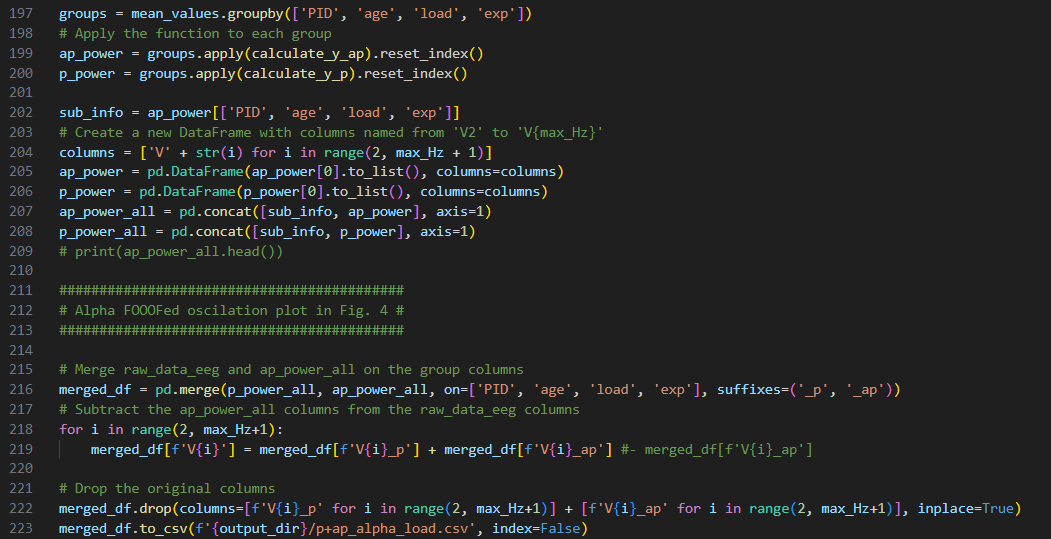 197 groups = mean_values.groupby(['PID', 'age', 'load', 'exp'])
198 # Apply the function to each group
199 ap_power = groups.apply(calculate_y_ap).reset_index()
200 p_power = groups.apply(calculate_y_p).reset_index()
201
202 sub_info = ap_power[['PID', 'age', 'load', 'exp']]
203 # Create a new DataFrame with columns named from 'V2' to 'V{max_Hz}'
204 columns = ['V' + str(i) for i in range(2, max_Hz + 1)]
205 ap_power = pd.DataFrame(ap_power[0].to_list(), columns=columns)
206 p_power = pd.DataFrame(p_power[0].to_list(), columns=columns)
207 ap_power_all = pd.concat([sub_info, ap_power], axis=1)
208 p_power_all = pd.concat([sub_info, p_power], axis=1)
209 # print(ap_power_all.head())
210
211 ###########################################
212 # Alpha FOOOFed oscilation plot in Fig. 4 #
213 ###########################################
214
215 # Merge raw_data_eeg and ap_power_all on the group columns
216 merged_df = pd.merge(p_power_all, ap_power_all, on=['PID', 'age', 'load', 'exp'], suffixes=('_p', '_ap'))
217 # Subtract the ap_power_all columns from the raw_data_eeg columns
218 for i in range(2, max_Hz+1):
219     merged_df[f'V{i}'] = merged_df[f'V{i}_p'] + merged_df[f'V{i}_ap'] #- merged_df[f'V{i}_ap']
220
221 # Drop the original columns
222 merged_df.drop(columns=[f'V{i}_p' for i in range(2, max_Hz+1)] + [f'V{i}_ap' for i in range(2, max_Hz+1)], inplace=True)
223 merged_df.to_csv(f'{output_dir}/p+ap_alpha_load.csv', index=False)